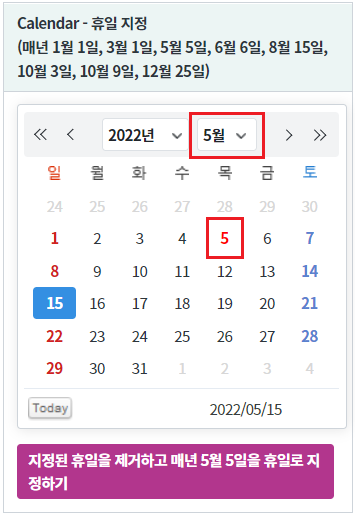 Calendar - 휴일 지정
(매년 1월 1일, 3월 1일, 5월 5일, 6월 6일, 8월 15일,
10월 3일, 10월 9일, 12월 25일)
2022년 5월
일 월 화 수 목 금 토
24 25 26 27 28 29 30
1 2 3 4 5 6 7
8 9 10 11 12 13 14
15 16 17 18 19 20 21
22 23 24 25 26 27 28
29 30 31 1 2 3 4
Today 2022/05/15
지정된 휴일을 제거하고 매년 5월 5일을 휴일로 지
정하기